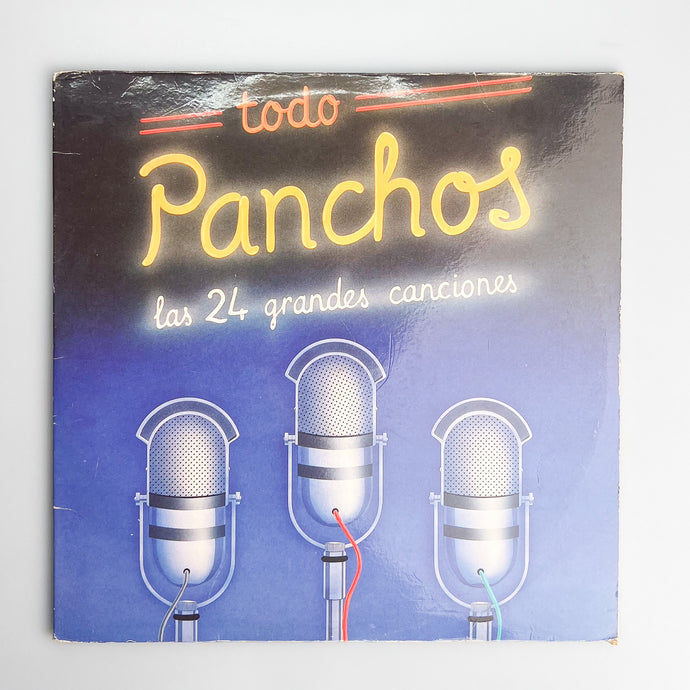 todo
Panchos
las 24 grandes canciones